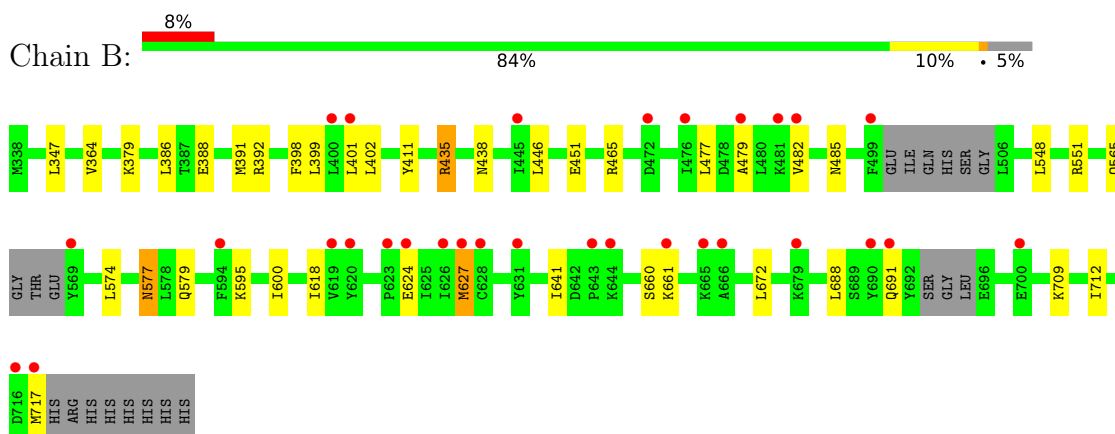 8%
Chain B:
84% 10% • 5%
M338 L347 V364 K379 L386 T387 E388 M391 R392 F398 L399 L400 L401 L402 Y411 R435 N438 I445 L446 E451 R465 D472 I476 L477 D478 A479 L480 K481 V482 N485 F499 GLU ILE GLN HIS SER GLY L506 L548 R551
GLY THR GLU Y569 L574 N577 L578 Q579 F594 K595 I600 I618 V619 Y620 P623 E624 I625 I626 M627 C628 Y631 I641 D642 P643 K644 S660 K661 K665 A666 L672 K679 L688 S689 Y690 Q691 Y692 SER GLY LEU E696 E700 K709 I712
D716 M717 HIS ARG HIS HIS HIS HIS HIS HIS